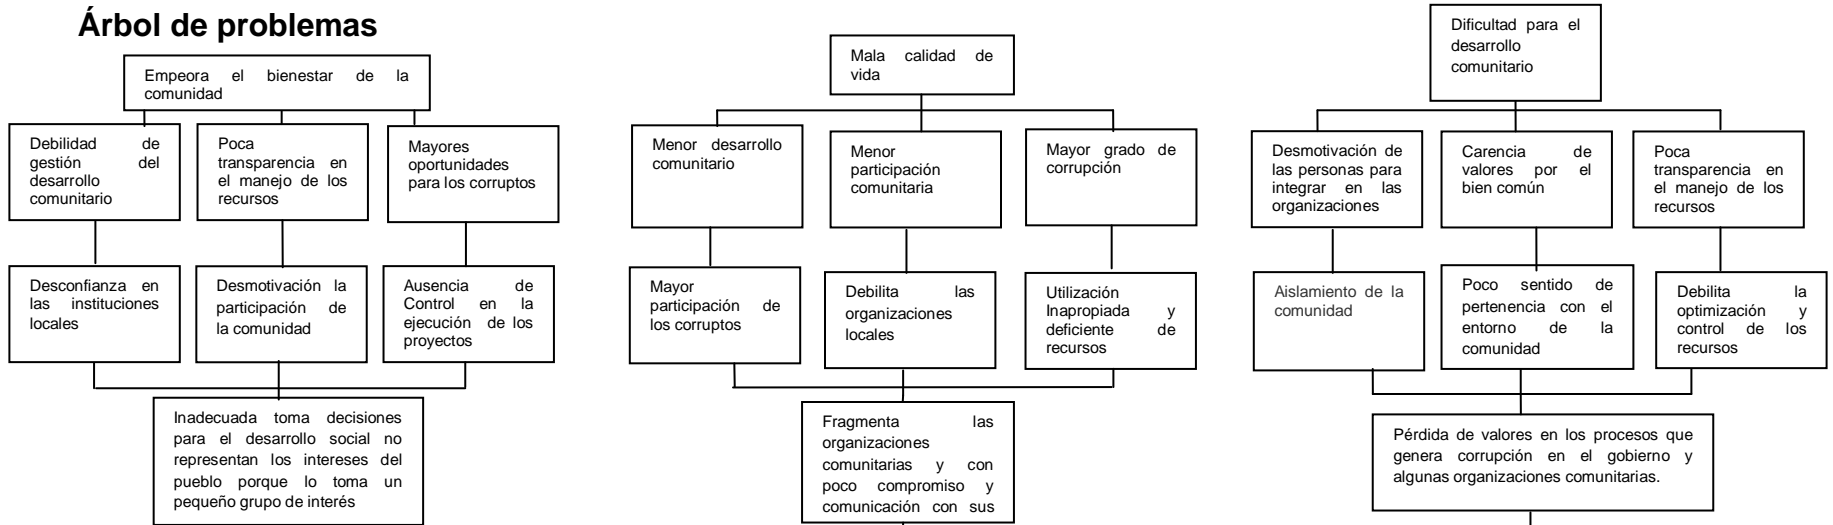 Árbol de problemas
Empeora el bienestar de la
comunidad
Debilidad de
gestión del
desarrollo
comunitario
Poca
transparencia en
el manejo de los
recursos
Mayores
oportunidades
para los corruptos
Desconfianza en
las instituciones
locales
Desmotivación la
participación de
la comunidad
Ausencia de
Control en la
ejecución de los
proyectos
Inadecuada toma decisiones
para el desarrollo social no
representan los intereses del
pueblo porque lo toma un
pequeño grupo de interés
Mala calidad de
vida
Menor desarrollo
comunitario
Menor
participación
comunitaria
Mayor grado de
corrupción
Mayor
participación de
los corruptos
Debilita las
organizaciones
locales
Utilización
Inapropiada y
deficiente de
recursos
Fragmenta las
organizaciones
comunitarias y con
poco compromiso y
comunicación con sus
Dificultad para el
desarrollo
comunitario
Desmotivación de
las personas para
integrar en las
organizaciones
Carencia de
valores por el
bien común
Poca
transparencia en
el manejo de los
recursos
Aislamiento de la
comunidad
Poco sentido de
pertenencia con el
entorno de la
comunidad
Debilita la
optimización y
control de los
recursos
Pérdida de valores en los procesos que
genera corrupción en el gobierno y
algunas organizaciones comunitarias.